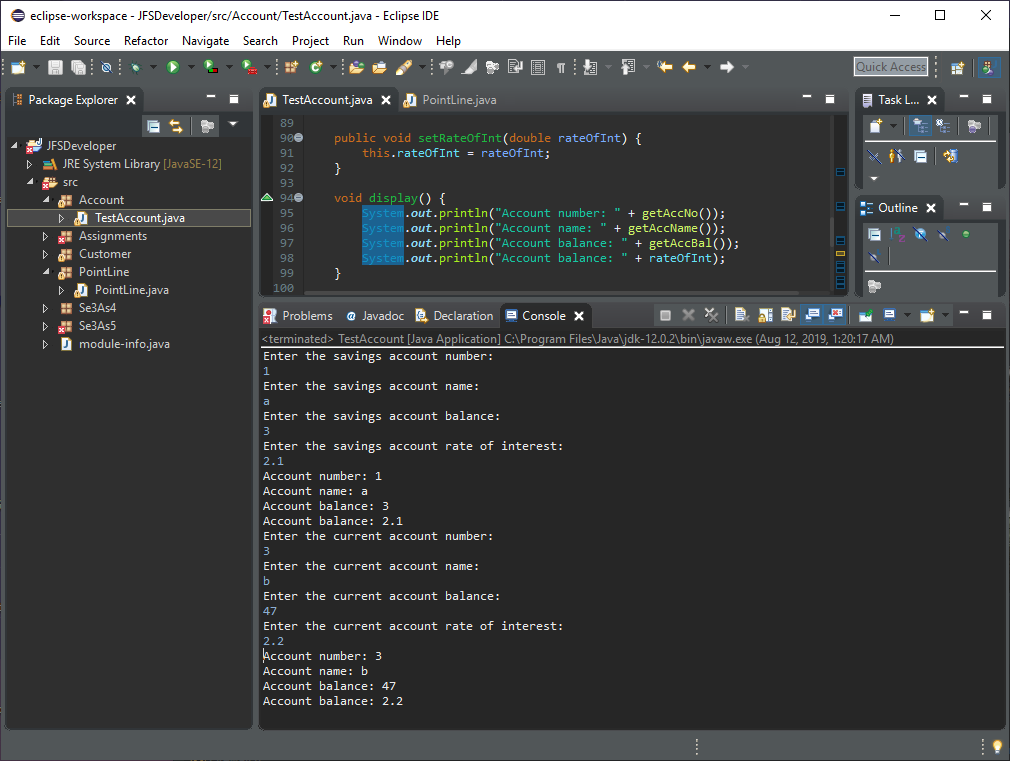 eclipse-workspace - JFSDeveloper/src/Account/TestAccount.java - Eclipse IDE
File Edit Source Refactor Navigate Search Project Run Window Help
Quick Access
Package Explorer
JFSDeveloper
JRE System Library [JavaSE-12]
src
Account
TestAccount.java
Assignments
Customer
PointLine
PointLine.java
Se3As4
Se3As5
module-info.java
TestAccount.java PointLine.java
89
90 public void setRateOfInt(double rateOfInt) {
91 this.rateOfInt = rateOfInt;
92 }
93
94 void display() {
95 System.out.println("Account number: " + getAccNo());
96 System.out.println("Account name: " + getAccName());
97 System.out.println("Account balance: " + getAccBal());
98 System.out.println("Account balance: " + rateOfInt);
99 }
100
Task L...
Outline
Problems @ Javadoc Declaration Console
<terminated> TestAccount [Java Application] C:\Program Files\Java\jdk-12.0.2\bin\javaw.exe (Aug 12, 2019, 1:20:17 AM)
Enter the savings account number:
1
Enter the savings account name:
a
Enter the savings account balance:
3
Enter the savings account rate of interest:
2.1
Account number: 1
Account name: a
Account balance: 3
Account balance: 2.1
Enter the current account number:
3
Enter the current account name:
b
Enter the current account balance:
47
Enter the current account rate of interest:
2.2
Account number: 3
Account name: b
Account balance: 47
Account balance: 2.2